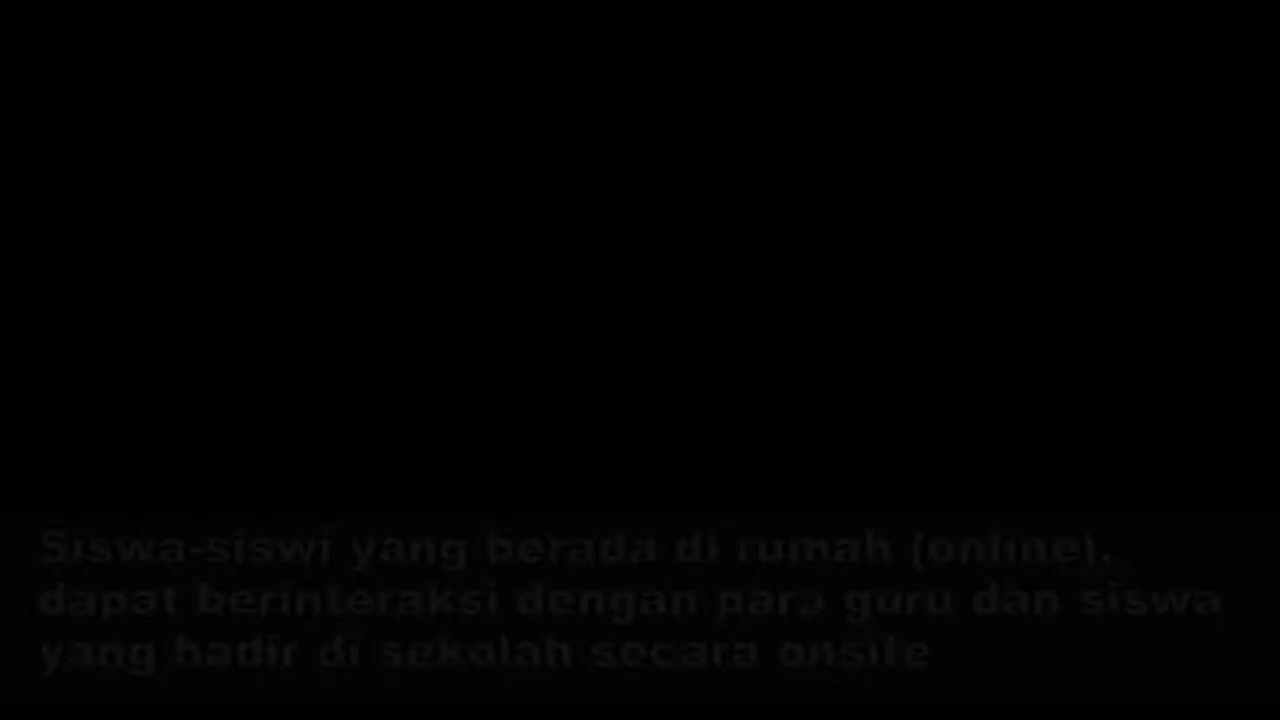 Siswa-siswi yang berada di rumah (online),
dapat berinteraksi dengan para guru dan siswa
yang hadir di sekolah secara onsite